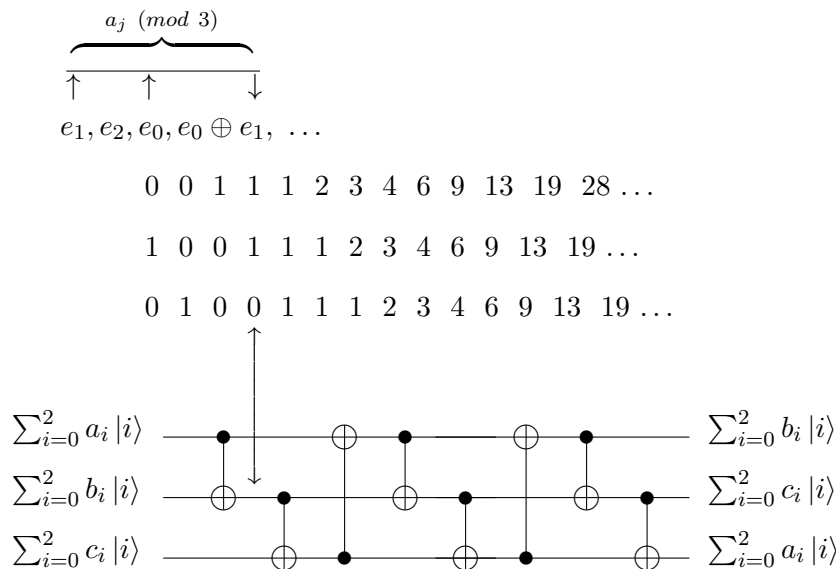 a_j (mod 3)
e_1, e_2, e_0, e_0 ⊕ e_1, …
0 0 1 1 1 2 3 4 6 9 13 19 28 …
1 0 0 1 1 1 2 3 4 6 9 13 19 …
0 1 0 0 1 1 1 2 3 4 6 9 13 19 …
∑_{i=0}^{2} a_i |i⟩ ∑_{i=0}^{2} b_i |i⟩
∑_{i=0}^{2} b_i |i⟩ ∑_{i=0}^{2} c_i |i⟩
∑_{i=0}^{2} c_i |i⟩ ∑_{i=0}^{2} a_i |i⟩